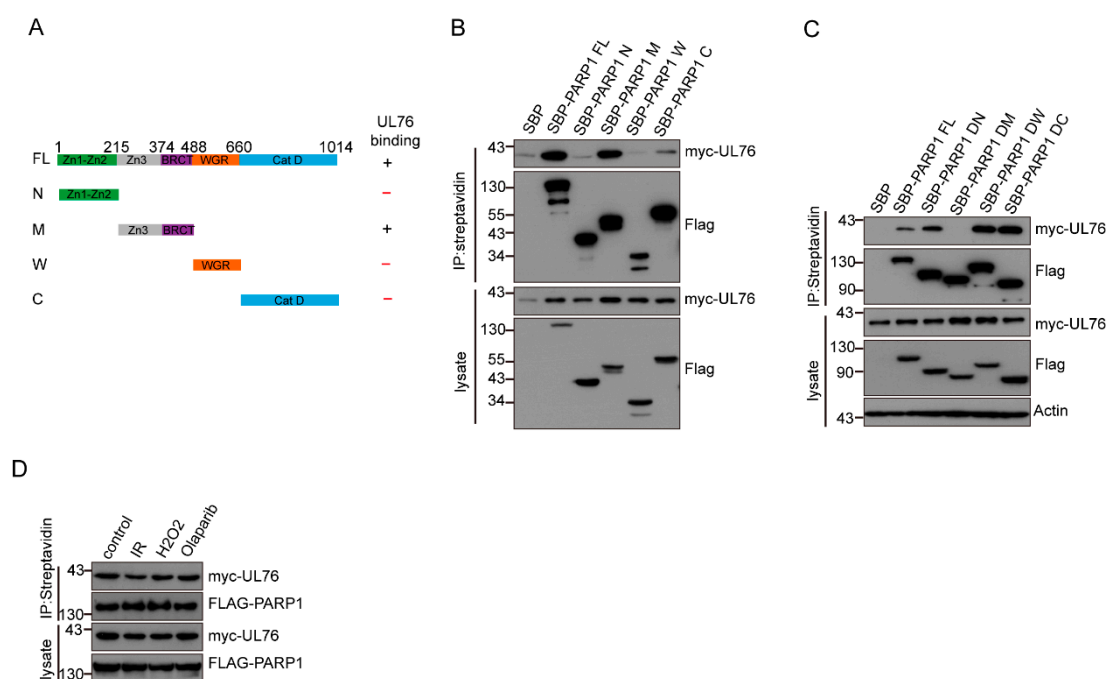 A
UL76
binding
1 215 374 488 660 1014
FL Zn1-Zn2 Zn3 BRCT WGR Cat D +
N Zn1-Zn2 −
M Zn3 BRCT +
W WGR −
C Cat D −
B
SBP
SBP-PARP1 FL
SBP-PARP1 N
SBP-PARP1 M
SBP-PARP1 W
SBP-PARP1 C
IP:streptavidin
43 myc-UL76
130
55
43
34
Flag
lysate
43 myc-UL76
130
55
43
34
Flag
C
SBP
SBP-PARP1 FL
SBP-PARP1 DN
SBP-PARP1 DM
SBP-PARP1 DW
SBP-PARP1 DC
IP:Streptavidin
43 myc-UL76
130
90
Flag
lysate
43 myc-UL76
130
90
Flag
43 Actin
D
control
IR
H2O2
Olaparib
IP:Streptavidin
43 myc-UL76
130 FLAG-PARP1
lysate
43 myc-UL76
130 FLAG-PARP1